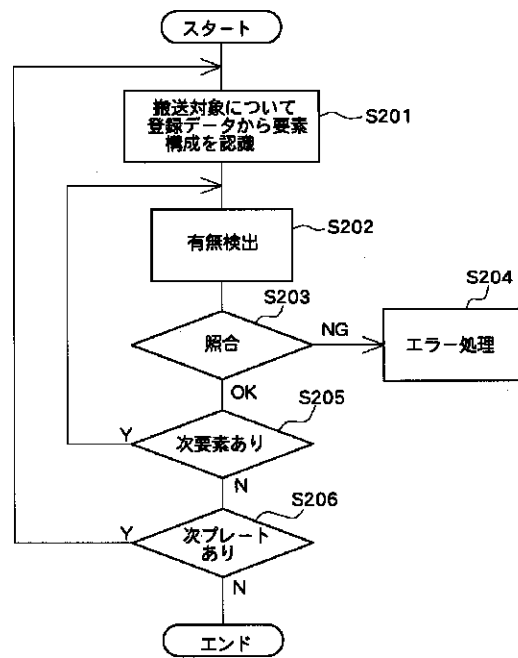 スタート
搬送対象について
登録データから要素
構成を認識
S201
有無検出
S202
S203
照合
NG
S204
エラー処理
OK
S205
次要素あり
Y
N
S206
次プレート
あり
Y
N
エンド